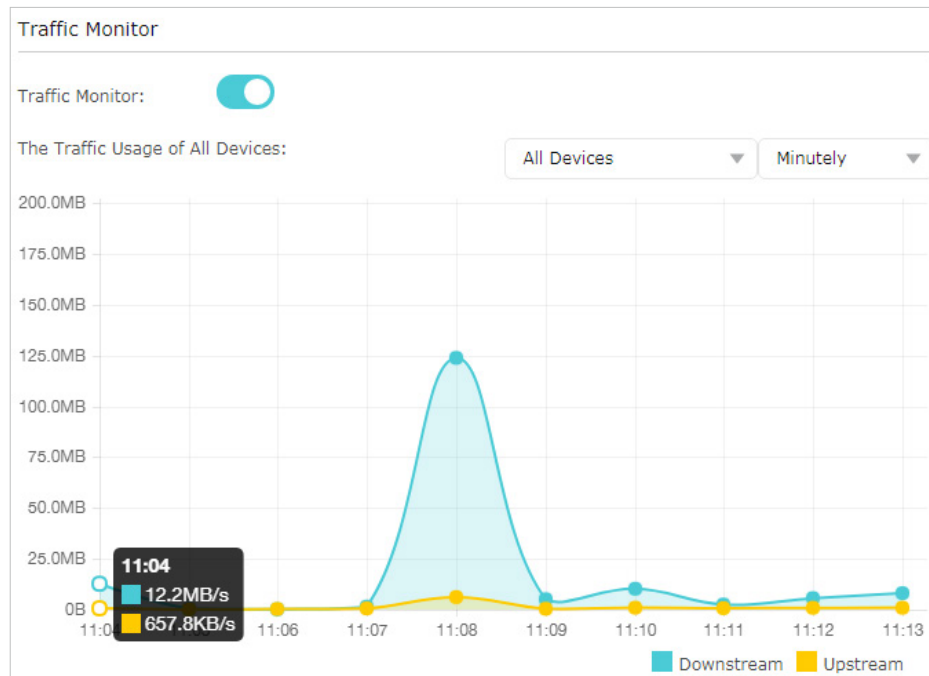 Traffic Monitor
Traffic Monitor:
The Traffic Usage of All Devices:
All Devices
Minutely
200.0MB
175.0MB
150.0MB
125.0MB
100.0MB
75.0MB
50.0MB
25.0MB
0B
11:04
12.2MB/s
657.8KB/s
11:04
11:06
11:07
11:08
11:09
11:10
11:11
11:12
11:13
Downstream
Upstream